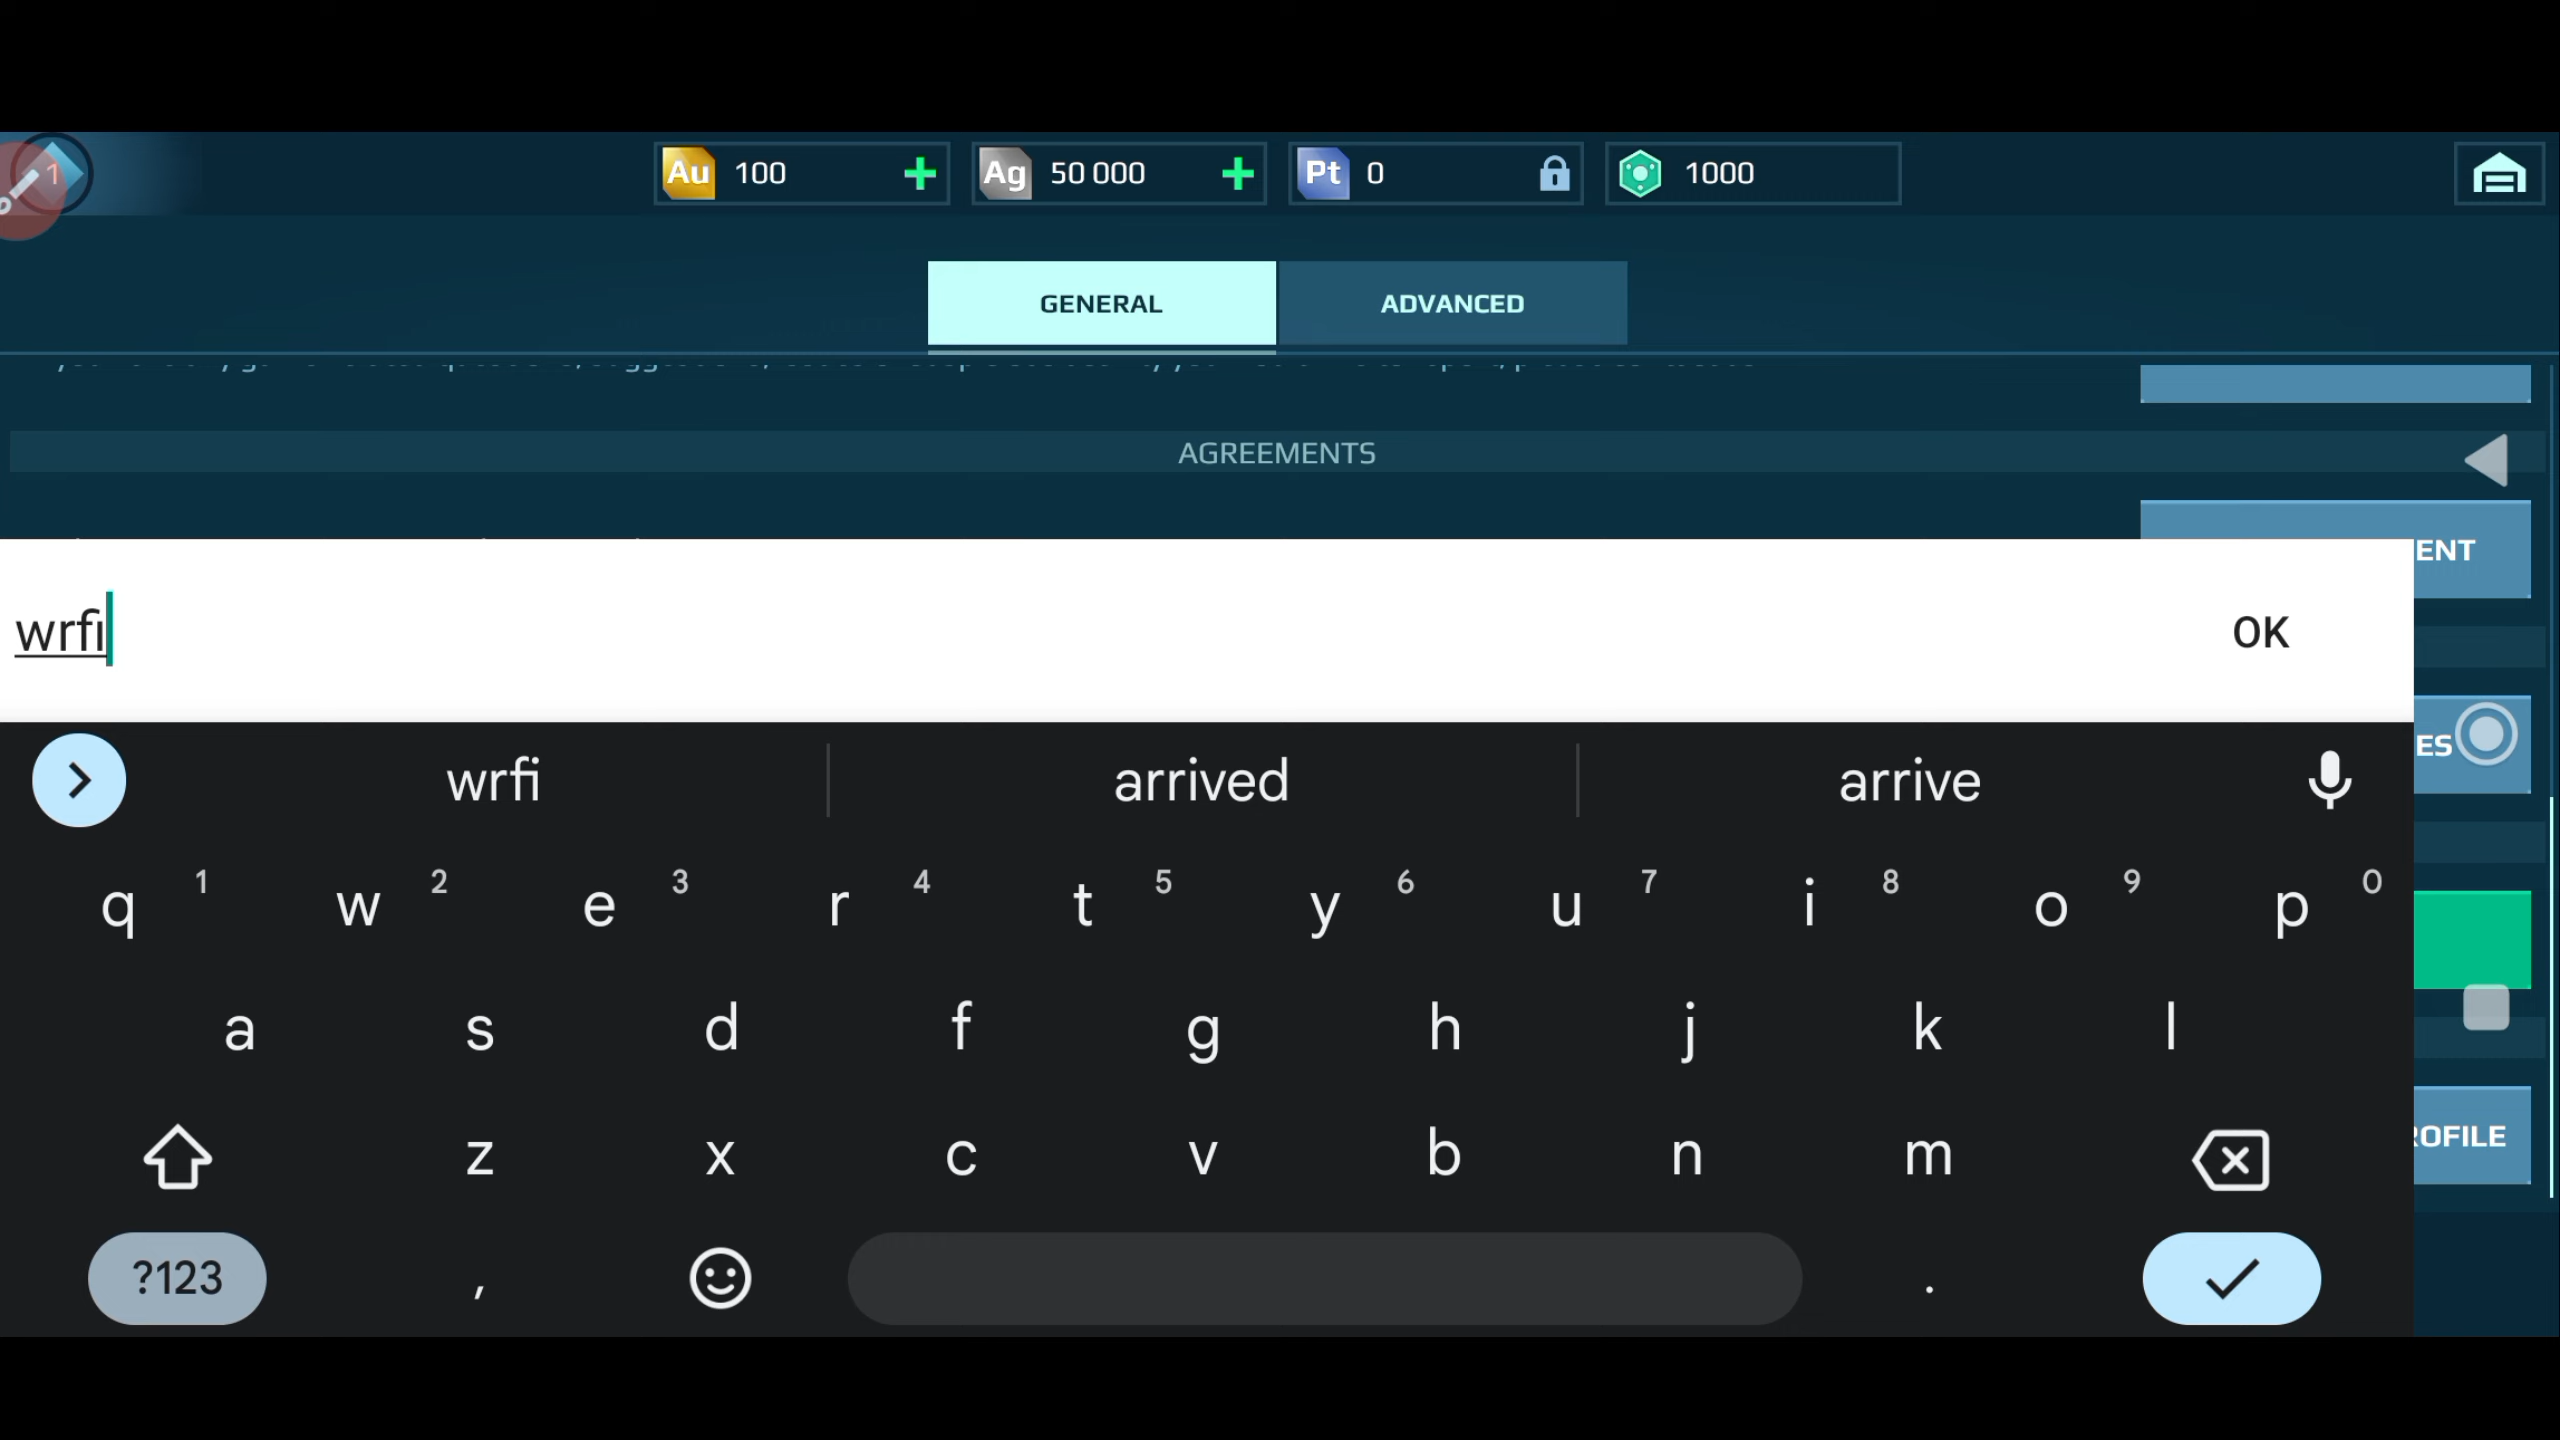 1
Au 100
Ag 50 000
Pt 0
1000
GENERAL
ADVANCED
AGREEMENTS
ENT
wrfi
OK
ES
wrfi
arrived
arrive
q 1 w 2 e 3 r 4 t 5 y 6 u 7 i 8 o 9 p 0
a s d f g h j k l
z x c v b n m
ROFILE
?123 , .